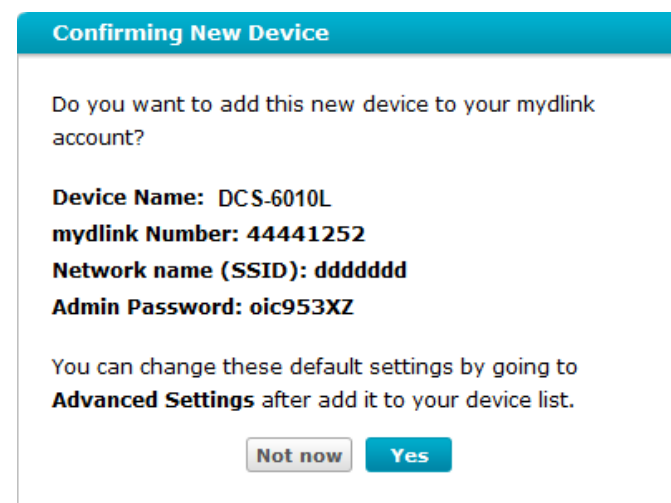 Confirming New Device
Do you want to add this new device to your mydlink
account?
Device Name: DCS-6010L
mydlink Number: 44441252
Network name (SSID): ddddddd
Admin Password: oic953XZ
You can change these default settings by going to
Advanced Settings after add it to your device list.
Not now Yes